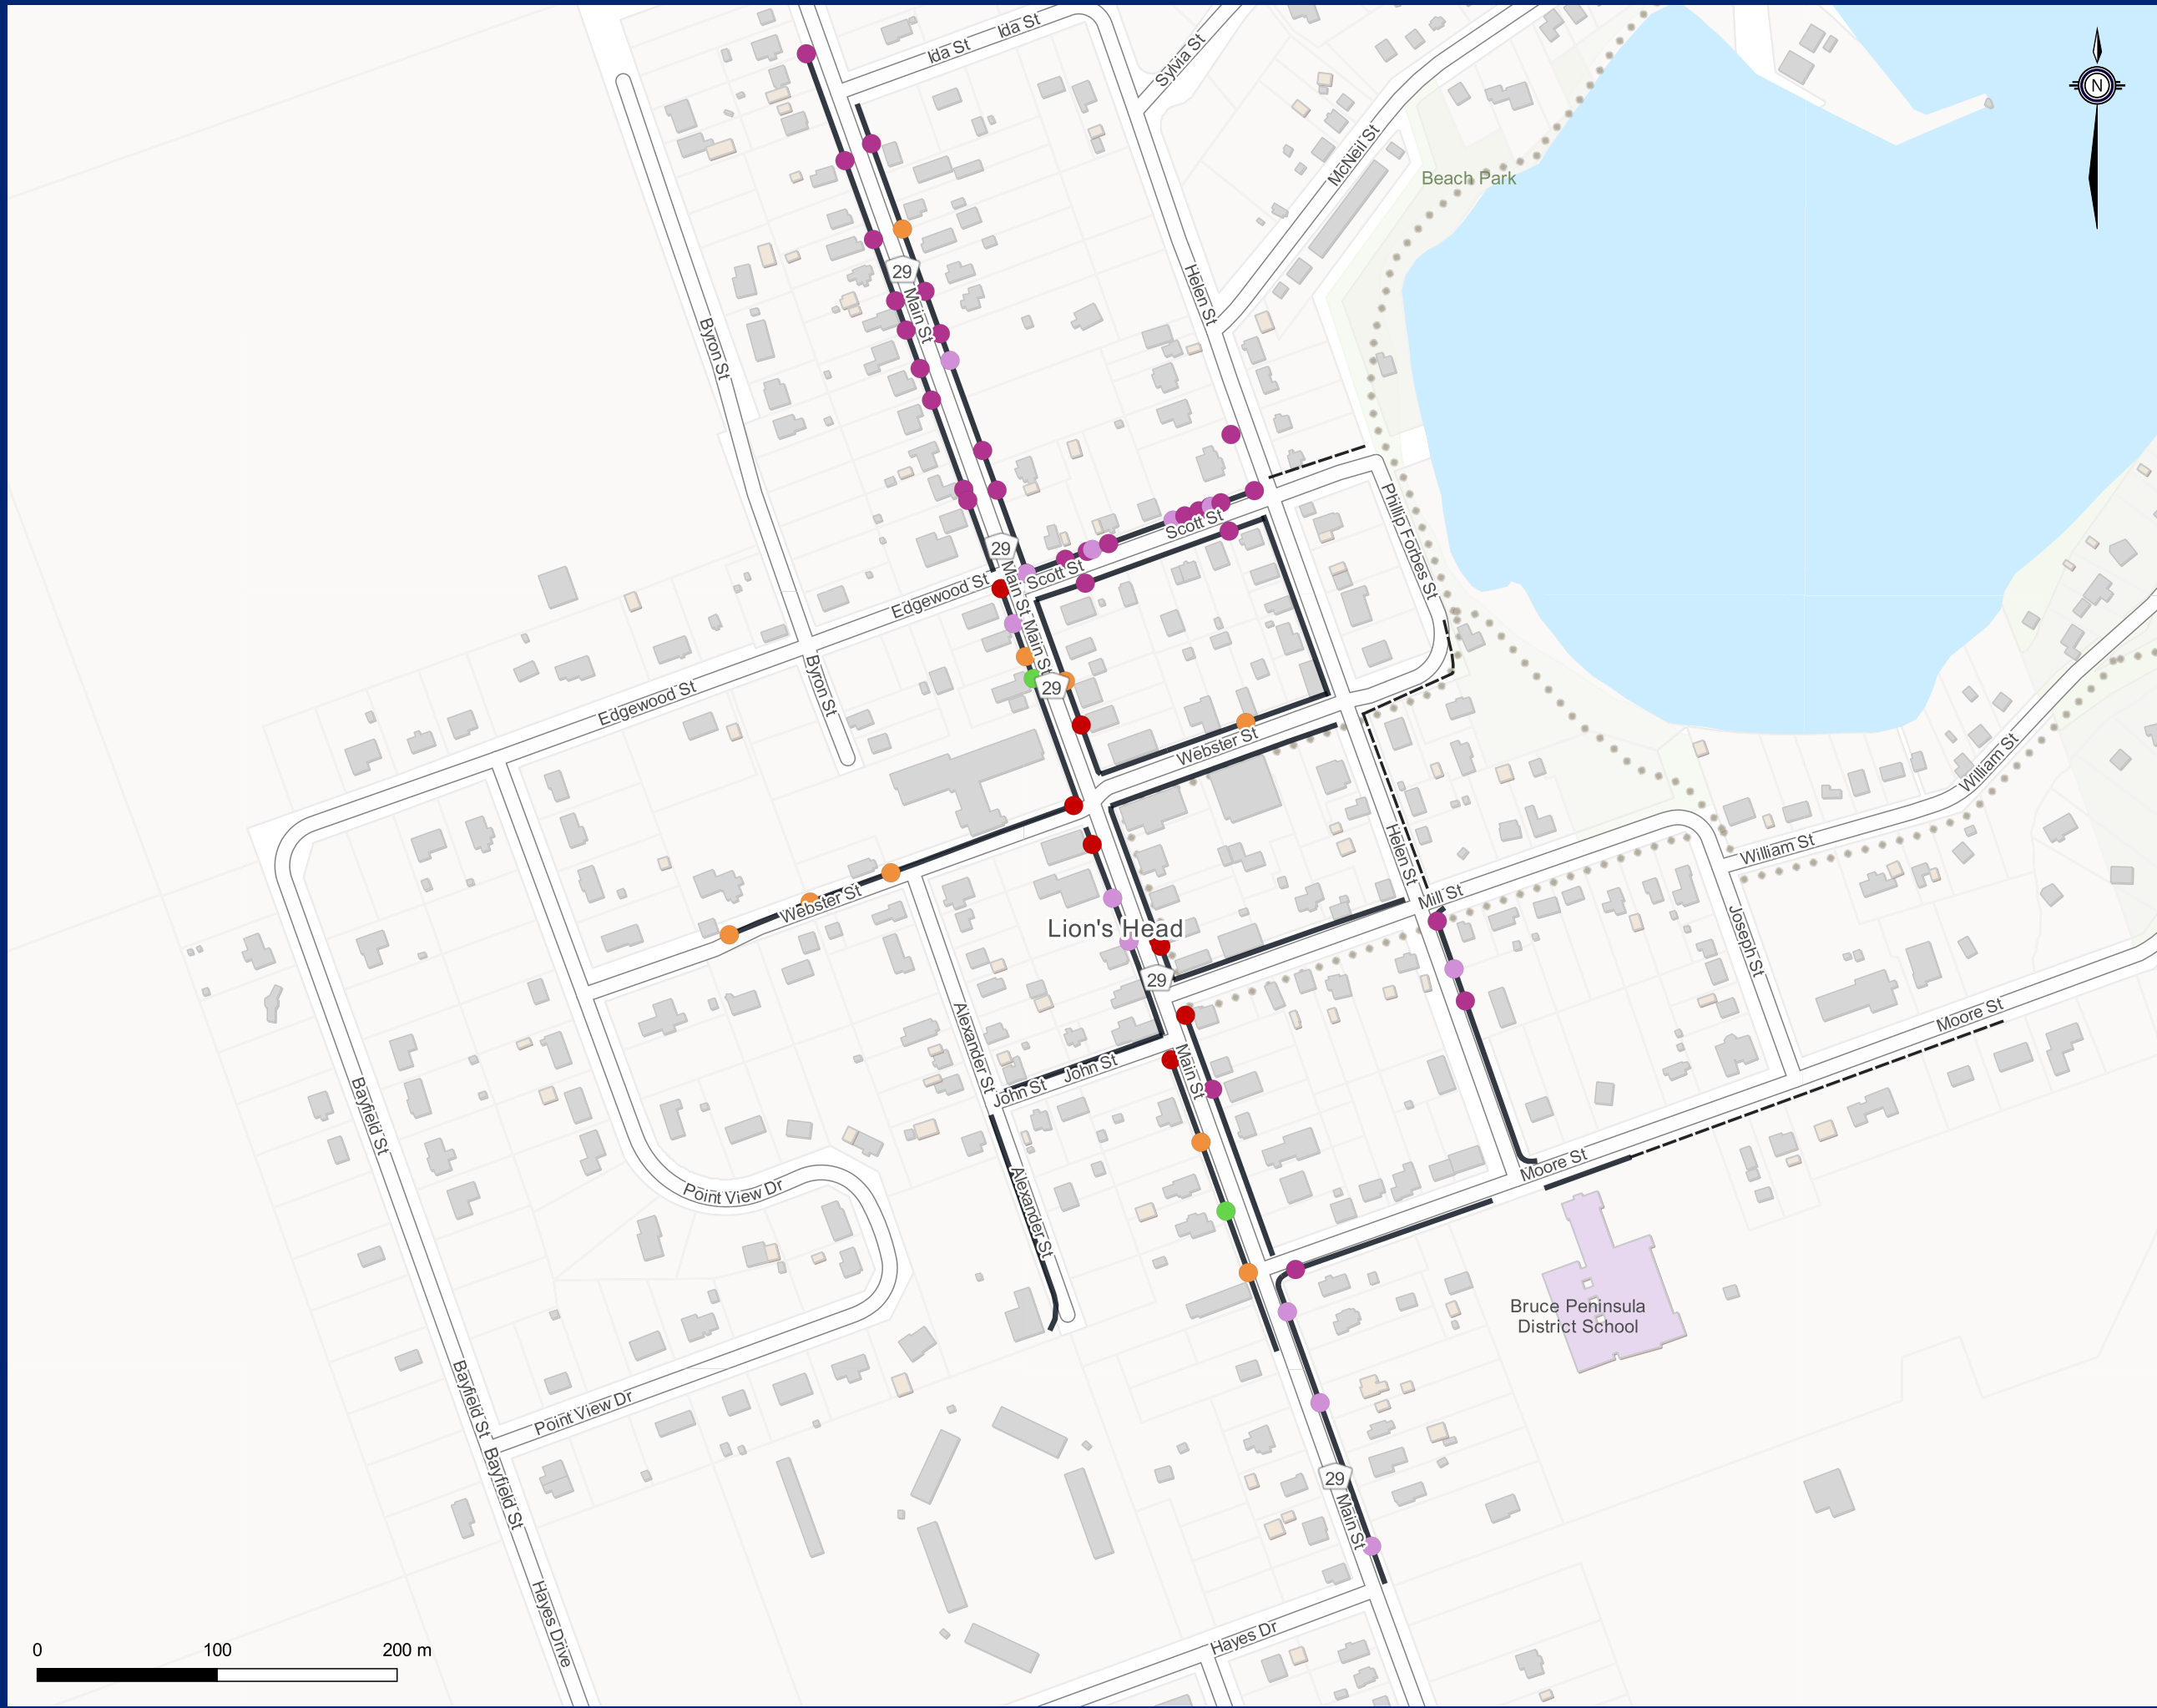 Ida St
Ida St
Sylvia St
N
McNeil St
Beach Park
29
Helen St
Main St
Byron St
Phillip Forbes St
Scott St
29
Main St
Scott St
Edgewood St
Main St
Byron St
29
Edgewood St
Webster St
William St
Helen St
William St
Mill St
Webster St
Lion's Head
Joseph St
29
Moore St
Alexander St
Main St
John St
John St
Bayfield St
Moore St
Point View Dr
Alexander St
Bruce Peninsula
District School
Bayfield St
Point View Dr
29
Bayfield St
Main St
Hayes Drive
Hayes Dr
0 100 200 m